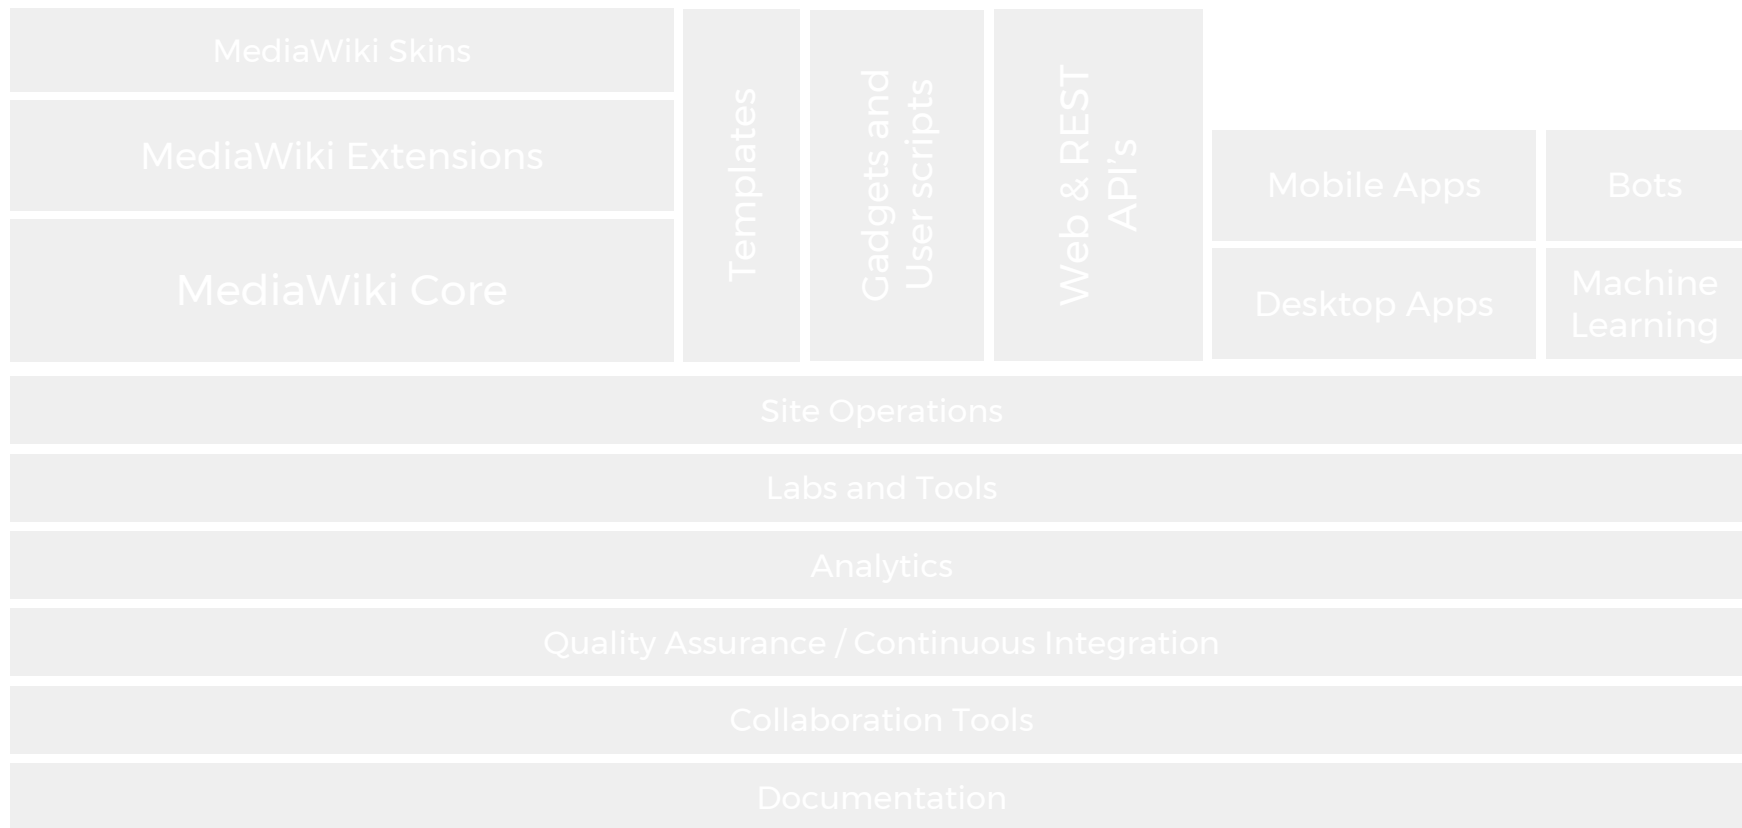 MediaWiki Skins
MediaWiki Extensions
MediaWiki Core
Templates
Gadgets and
User scripts
Web & REST
API's
Mobile Apps
Bots
Desktop Apps
Machine
Learning
Site Operations
Labs and Tools
Analytics
Quality Assurance / Continuous Integration
Collaboration Tools
Documentation